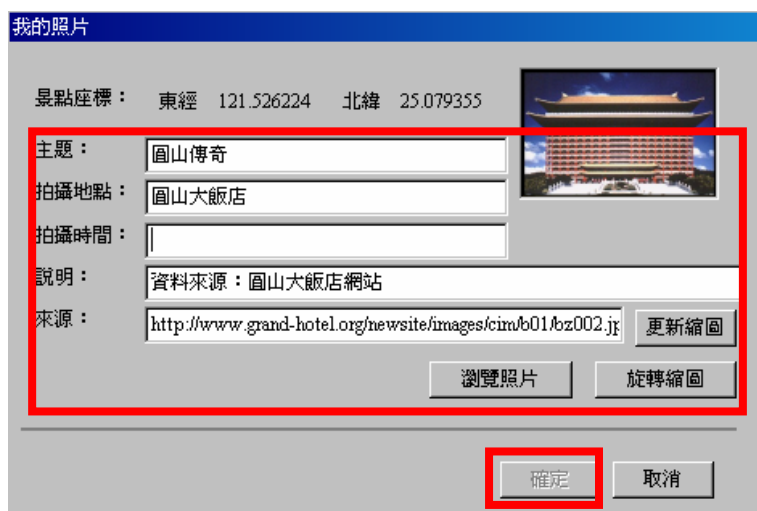 我的照片
景點座標： 東經 121.526224 北緯 25.079355
主題： 圓山傳奇
拍攝地點： 圓山大飯店
拍攝時間：
說明： 資料來源：圓山大飯店網站
來源： http://www.grand-hotel.org/newsite/images/cim/b01/bz002.jp 更新縮圖
瀏覽照片 旋轉縮圖
確定 取消